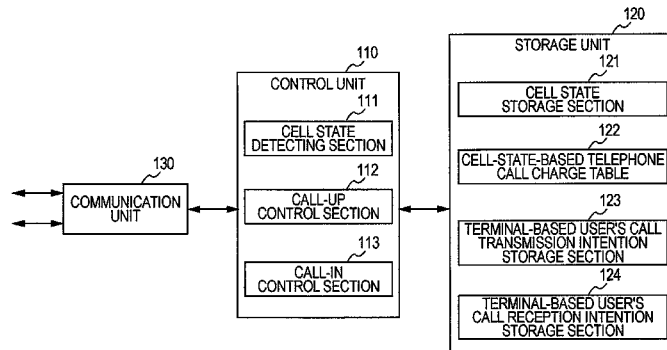 120
STORAGE UNIT
110
CONTROL UNIT
121
CELL STATE
STORAGE SECTION
111
CELL STATE
DETECTING SECTION
122
CELL-STATE-BASED TELEPHONE
CALL CHARGE TABLE
130
COMMUNICATION
UNIT
112
CALL-UP
CONTROL SECTION
123
TERMINAL-BASED USER'S CALL
TRANSMISSION INTENTION
STORAGE SECTION
113
CALL-IN
CONTROL SECTION
124
TERMINAL-BASED USER'S
CALL RECEPTION INTENTION
STORAGE SECTION